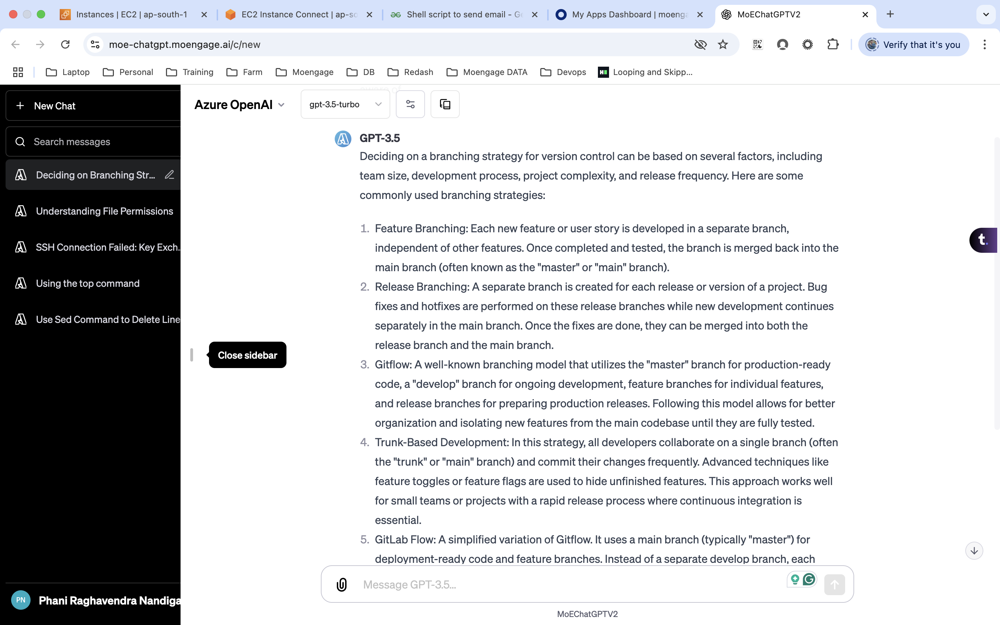 Instances | EC2 | ap-south-1
EC2 Instance Connect | ap-so
Shell script to send email - Ge
My Apps Dashboard | moenga
MoEChatGPTV2
moe-chatgpt.moengage.ai/c/new
Verify that it's you
Laptop
Personal
Training
Farm
Moengage
DB
Redash
Moengage DATA
Devops
Looping and Skipp...
New Chat
Search messages
Deciding on Branching Str...
Understanding File Permissions
SSH Connection Failed: Key Exch..
Using the top command
Use Sed Command to Delete Line
PN
Phani Raghavendra Nandiga
aware of
Azure OpenAI
gpt-3.5-turbo
GPT-3.5
Deciding on a branching strategy for version control can be based on several factors, including
team size, development process, project complexity, and release frequency. Here are some
commonly used branching strategies:
1. Feature Branching: Each new feature or user story is developed in a separate branch,
independent of other features. Once completed and tested, the branch is merged back into the
main branch (often known as the "master" or "main" branch).
2. Release Branching: A separate branch is created for each release or version of a project. Bug
fixes and hotfixes are performed on these release branches while new development continues
separately in the main branch. Once the fixes are done, they can be merged into both the
release branch and the main branch.
3. Gitflow: A well-known branching model that utilizes the "master" branch for production-ready
code, a "develop" branch for ongoing development, feature branches for individual features,
and release branches for preparing production releases. Following this model allows for better
organization and isolating new features from the main codebase until they are fully tested.
4. Trunk-Based Development: In this strategy, all developers collaborate on a single branch (often
the "trunk" or "main" branch) and commit their changes frequently. Advanced techniques like
feature toggles or feature flags are used to hide unfinished features. This approach works well
for small teams or projects with a rapid release process where continuous integration is
essential.
5. GitLab Flow: A simplified variation of Gitflow. It uses a main branch (typically "master") for
deployment-ready code and feature branches. Instead of a separate develop branch, each
Close sidebar
t.
Message GPT-3.5...
MoEChatGPTV2